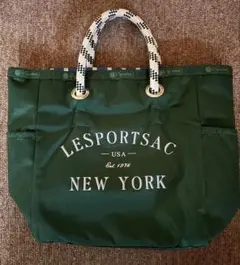 LESPORTSAC
USA
Est 1974
NEW YORK